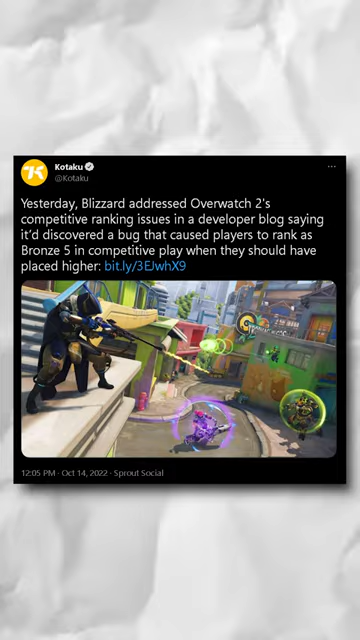 Kotaku
@Kotaku
Yesterday, Blizzard addressed Overwatch 2's
competitive ranking issues in a developer blog saying
it'd discovered a bug that caused players to rank as
Bronze 5 in competitive play when they should have
placed higher: bit.ly/3EJwhX9
12:05 PM · Oct 14, 2022 · Sprout Social